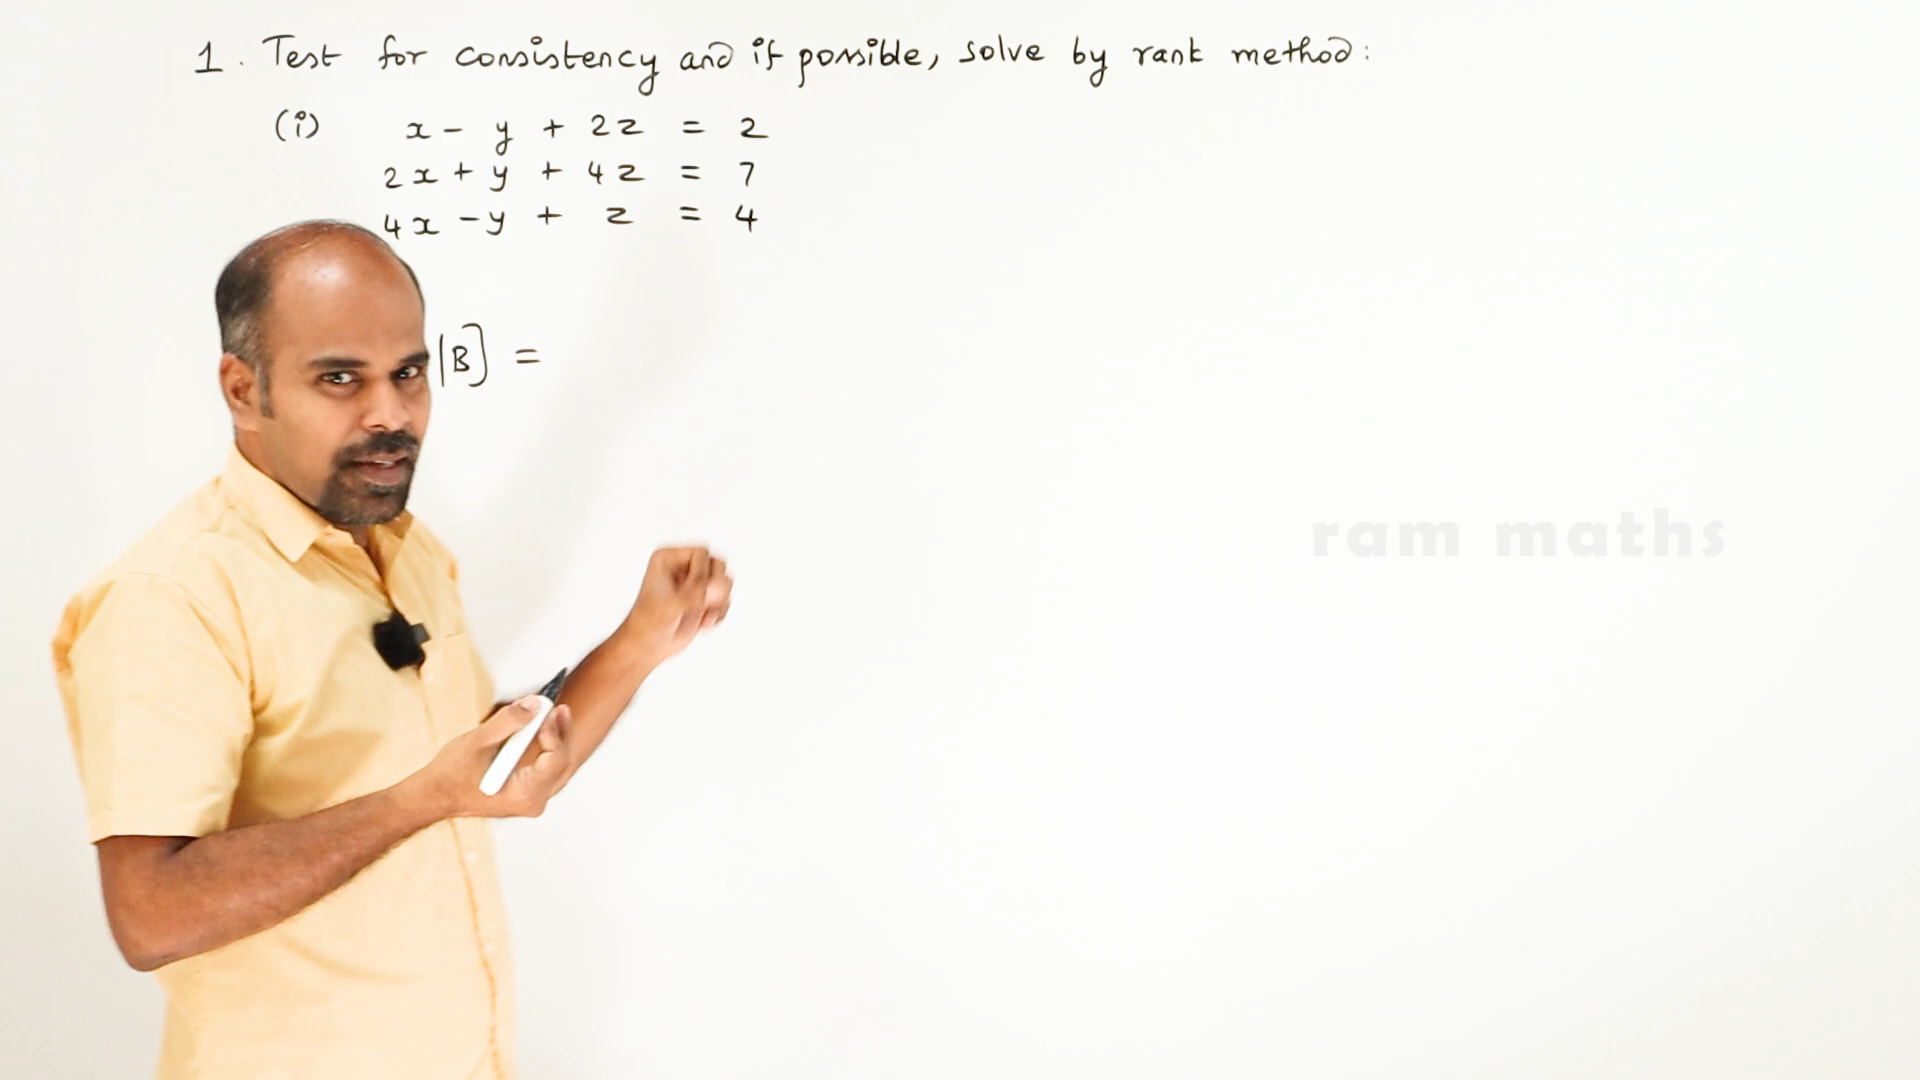 1. Test for consistency and if possible, solve by rank method:
(i) x - y + 2z = 2
2x + y + 4z = 7
4x - y + z = 4
|B] =
ram maths